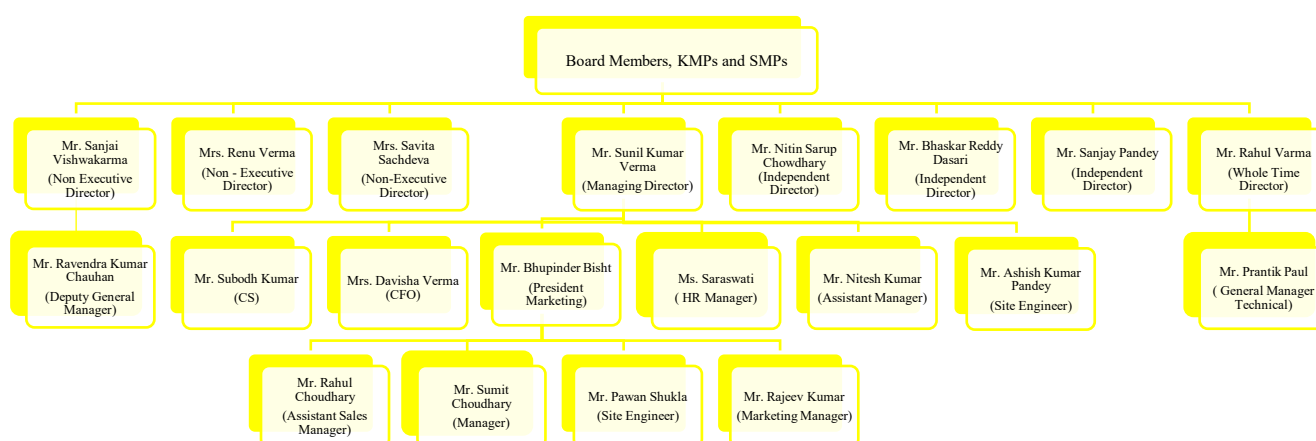 Board Members, KMPs and SMPs
Mr. Sanjai
Vishwakarma
(Non Executive
Director)
Mrs. Renu Verma
(Non - Executive
Director)
Mrs. Savita
Sachdeva
(Non-Executive
Director)
Mr. Sunil Kumar
Verma
(Managing Director)
Mr. Nitin Sarup
Chowdhary
(Independent
Director)
Mr. Bhaskar Reddy
Dasari
(Independent
Director)
Mr. Sanjay Pandey
(Independent
Director)
Mr. Rahul Varma
(Whole Time
Director)
Mr. Ravendra Kumar
Chauhan
(Deputy General
Manager)
Mr. Subodh Kumar
(CS)
Mrs. Davisha Verma
(CFO)
Mr. Bhupinder Bisht
(President
Marketing)
Ms. Saraswati
( HR Manager)
Mr. Nitesh Kumar
(Assistant Manager)
Mr. Ashish Kumar
Pandey
(Site Engineer)
Mr. Prantik Paul
( General Manager
Technical)
Mr. Rahul
Choudhary
(Assistant Sales
Manager)
Mr. Sumit
Choudhary
(Manager)
Mr. Pawan Shukla
(Site Engineer)
Mr. Rajeev Kumar
(Marketing Manager)